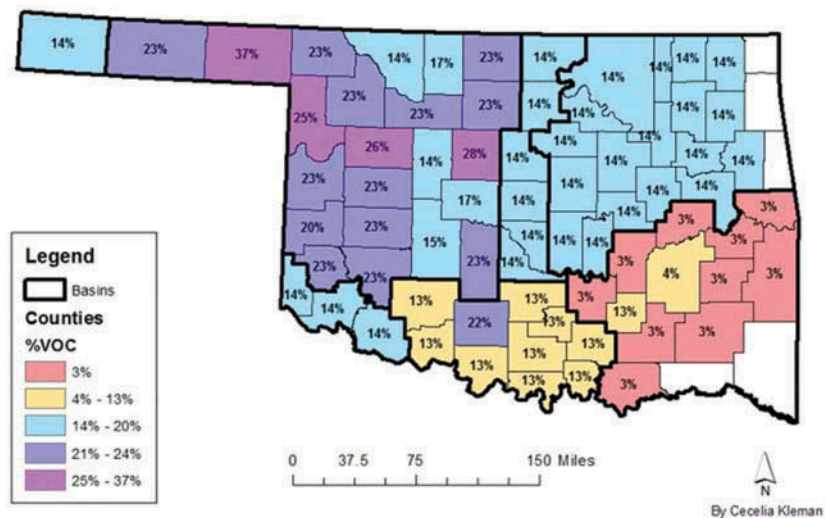 14% 23% 37% 23% 14% 17% 23% 14% 14% 14% 14% 14%
23% 23% 23% 14% 14% 14% 14%
25% 14% 14%
26% 14% 28% 14% 14% 14% 14%
23% 23% 17% 14% 14% 14% 14%
20% 23% 15% 23% 14% 14% 14% 14% 3% 3%
23% 23% 14% 3% 4% 3% 3% 3%
14% 14% 14% 13% 13% 3% 13%
22% 13% 3% 3%
13% 13% 13% 13%
13% 13% 3%
Legend
Basins
Counties
%VOC
3%
4% - 13%
14% - 20%
21% - 24%
25% - 37%
0 37.5 75 150 Miles
N
By Cecelia Kleman